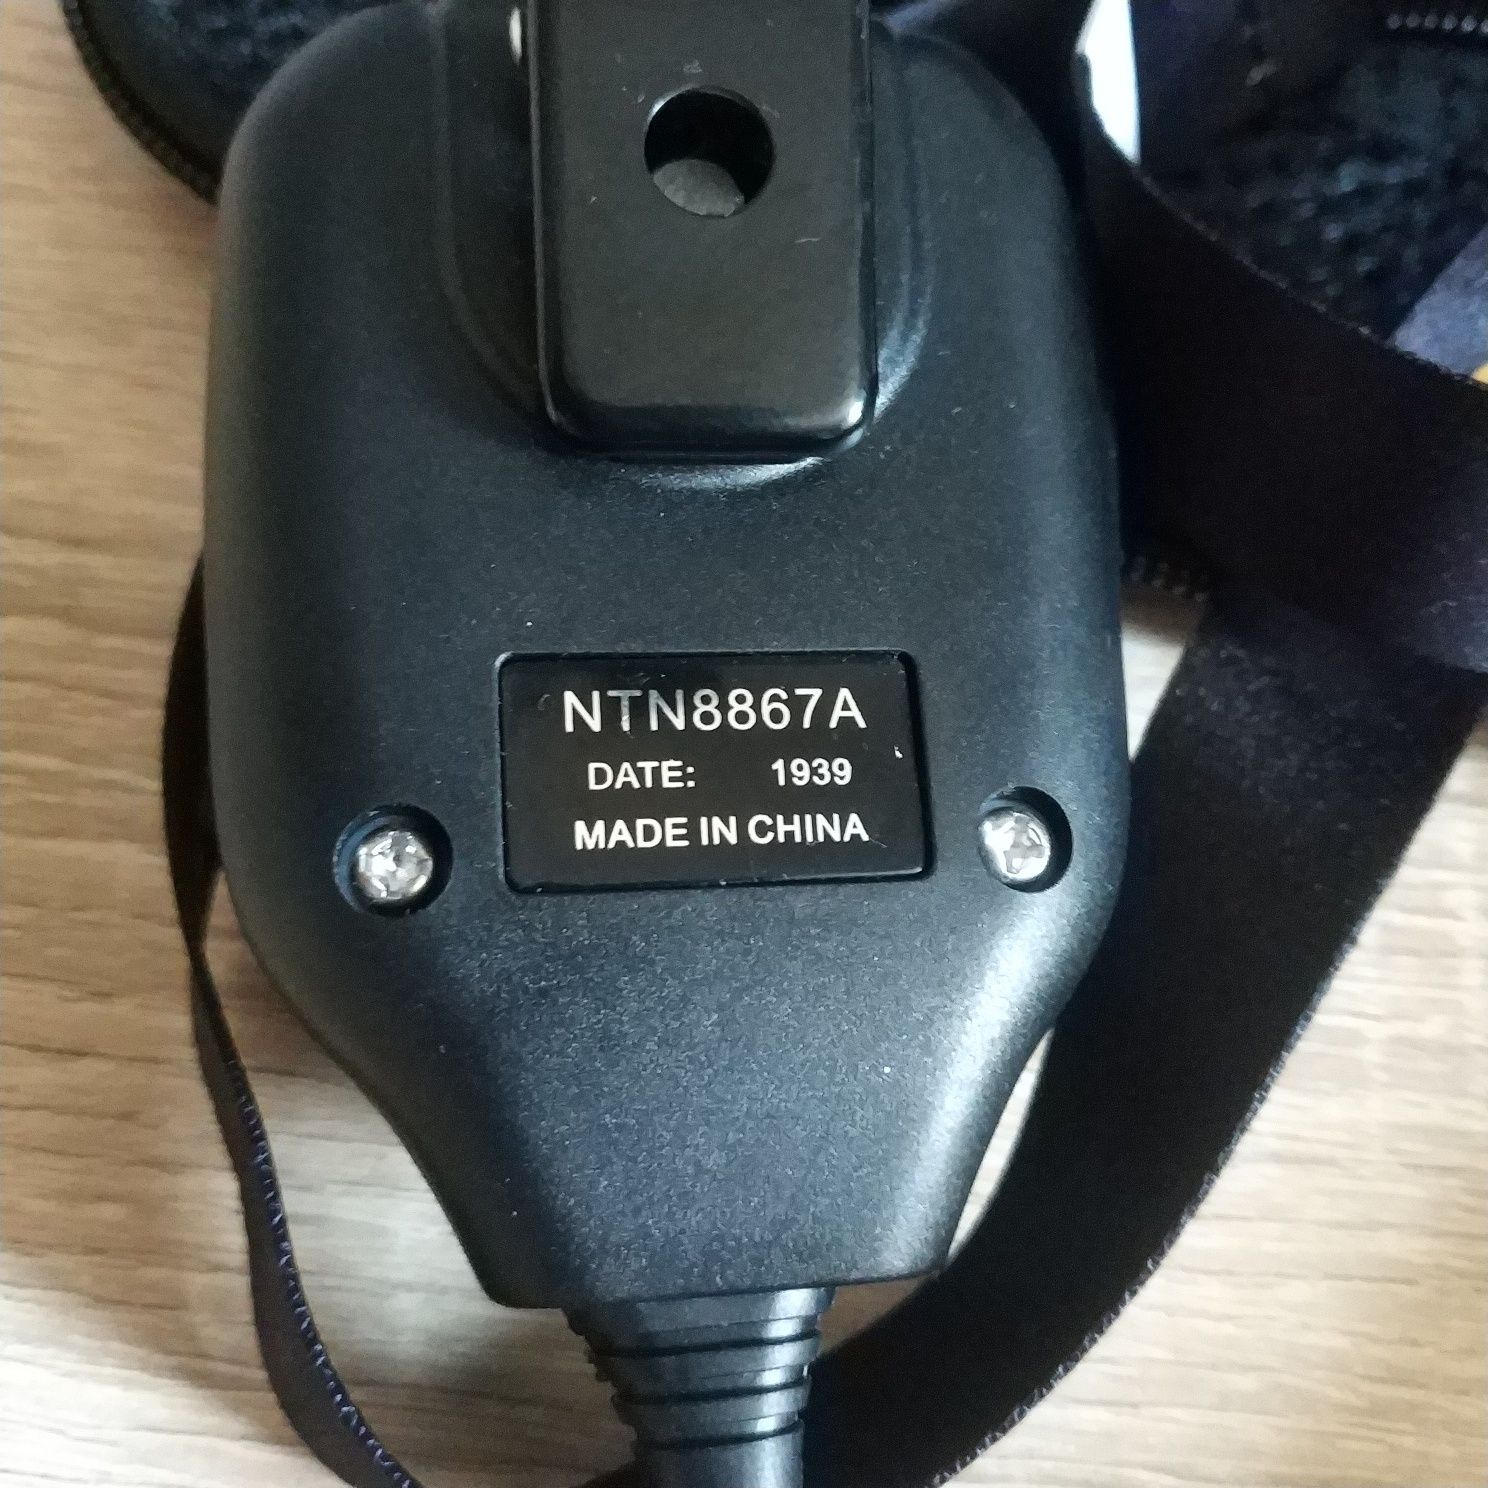 NTN8867A
DATE: 1939
MADE IN CHINA